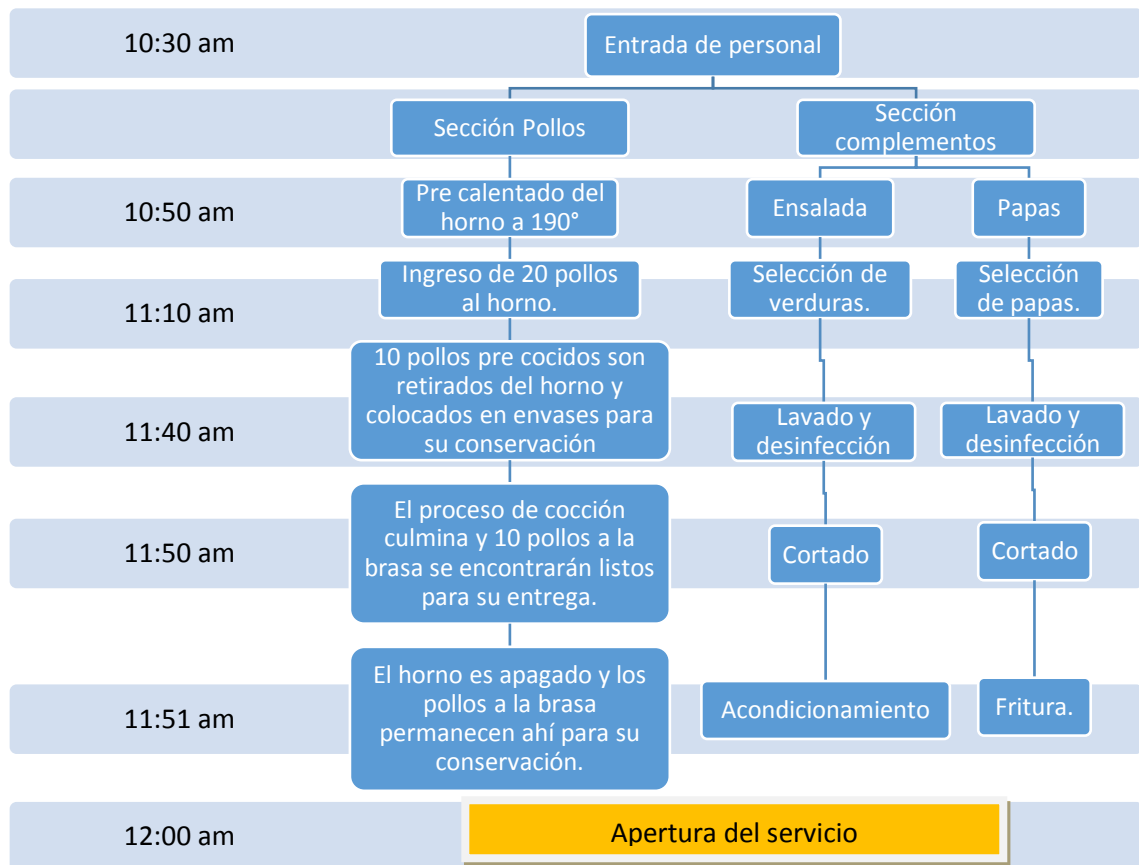 10:30 am
Entrada de personal
Sección Pollos
Sección
complementos
10:50 am
Pre calentado del
horno a 190°
Ensalada
Papas
11:10 am
Ingreso de 20 pollos
al horno.
Selección de
verduras.
Selección
de papas.
11:40 am
10 pollos pre cocidos son
retirados del horno y
colocados en envases para
su conservación
Lavado y
desinfección
Lavado y
desinfección
11:50 am
El proceso de cocción
culmina y 10 pollos a la
brasa se encontrarán listos
para su entrega.
Cortado
Cortado
11:51 am
El horno es apagado y los
pollos a la brasa
permanecen ahí para su
conservación.
Acondicionamiento
Fritura.
12:00 am
Apertura del servicio